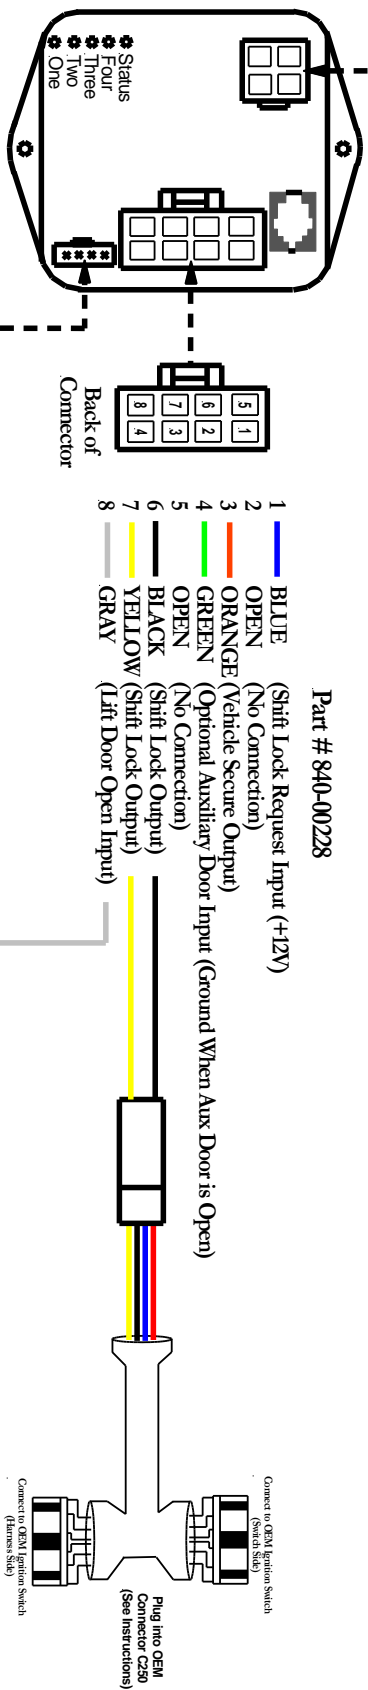 Status
Four
Three
Two
One
8 7 6 5
4 3 2 1
Back of
Connector
Part # 840-00228
1 BLUE (Shift Lock Request Input (+12V)
2 OPEN (No Connection)
3 ORANGE (Vehicle Secure Output)
4 GREEN (Optional Auxiliary Door Input (Ground When Aux Door is Open)
5 OPEN (No Connection)
6 BLACK (Shift Lock Output)
7 YELLOW (Shift Lock Output)
8 GRAY (Lift Door Open Input)
Connect to OEM Ignition Switch
(Switch Side)
Plug into OEM
Connector C250
(See Instructions)
Connect to OEM Ignition Switch
(Harness Side)